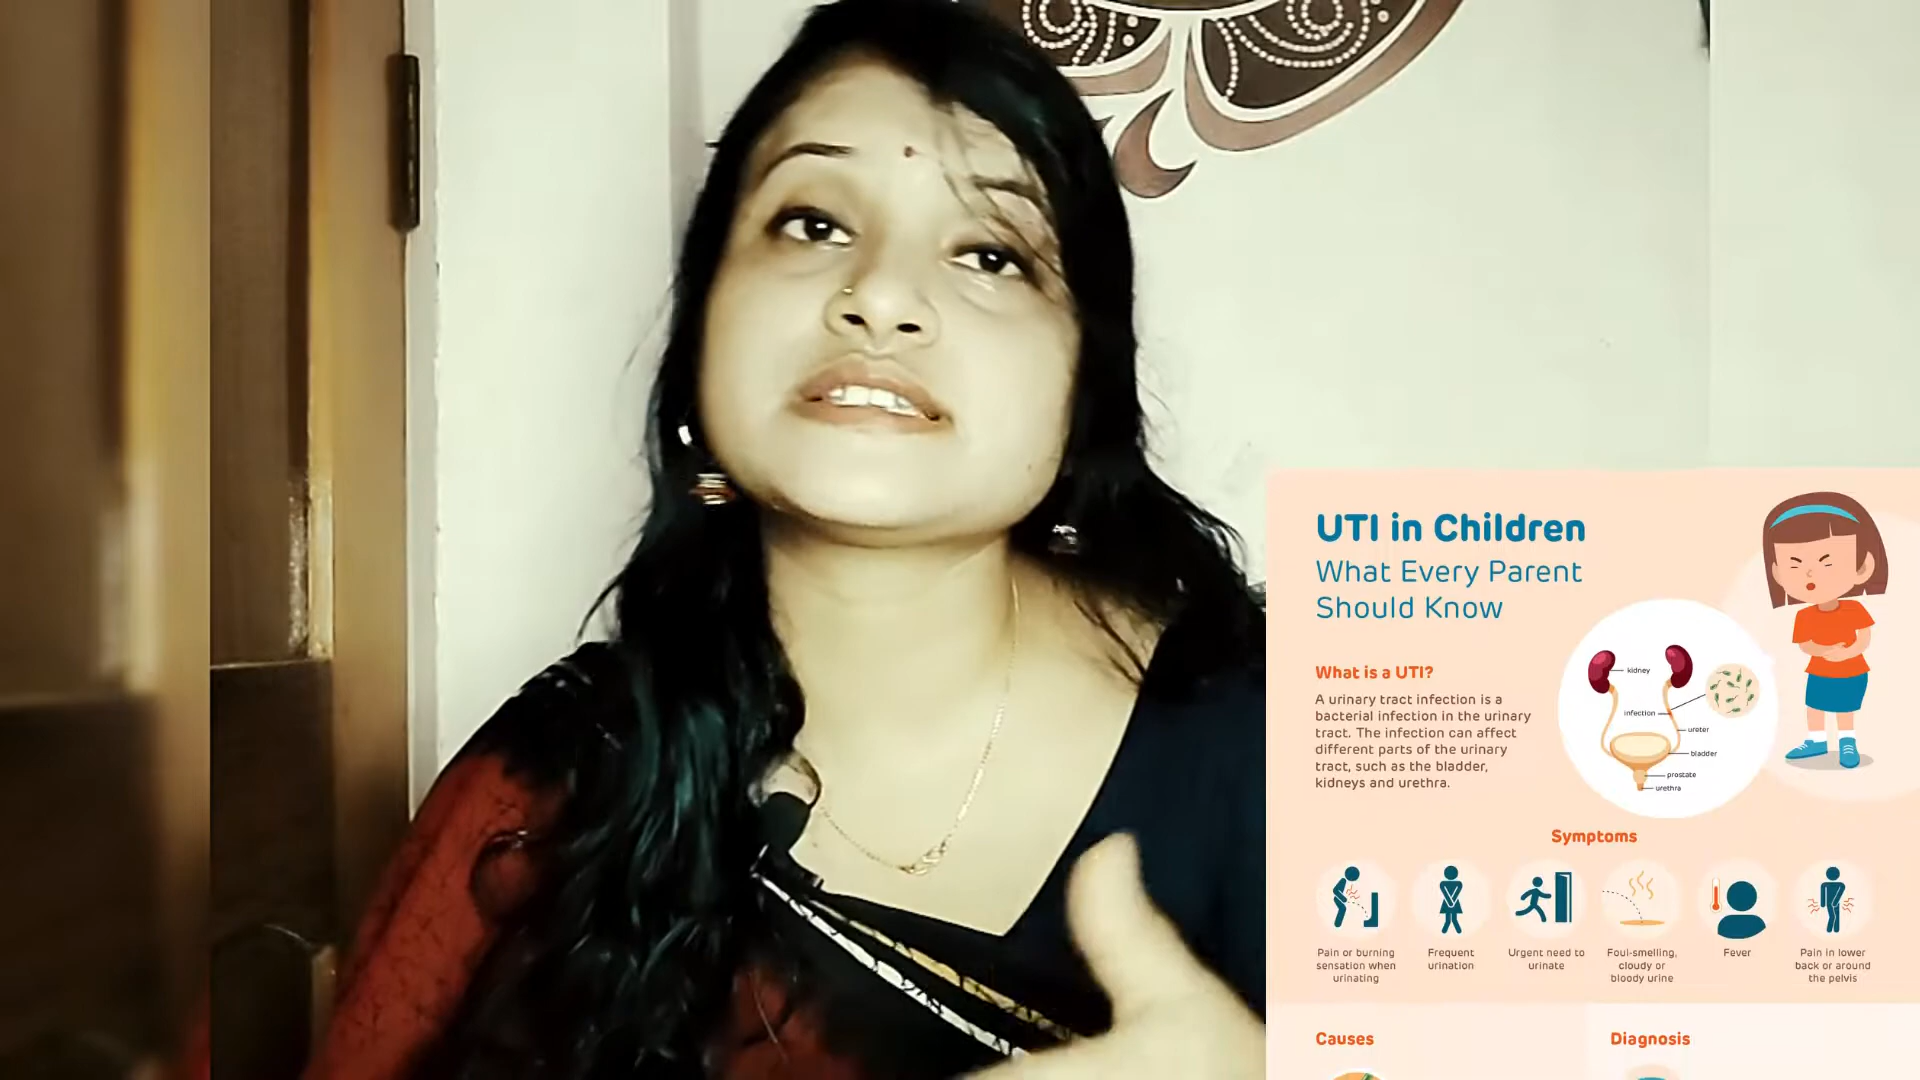 UTI in Children
What Every Parent
Should Know
What is a UTI?
A urinary tract infection is a
bacterial infection in the urinary
tract. The infection can affect
different parts of the urinary
tract, such as the bladder,
kidneys and urethra.
kidney
infection
ureter
bladder
prostate
urethra
Symptoms
Pain or burning
sensation when
urinating
Frequent
urination
Urgent need to
urinate
Foul-smelling,
cloudy or
bloody urine
Fever
Pain in lower
back or around
the pelvis
Causes
Diagnosis